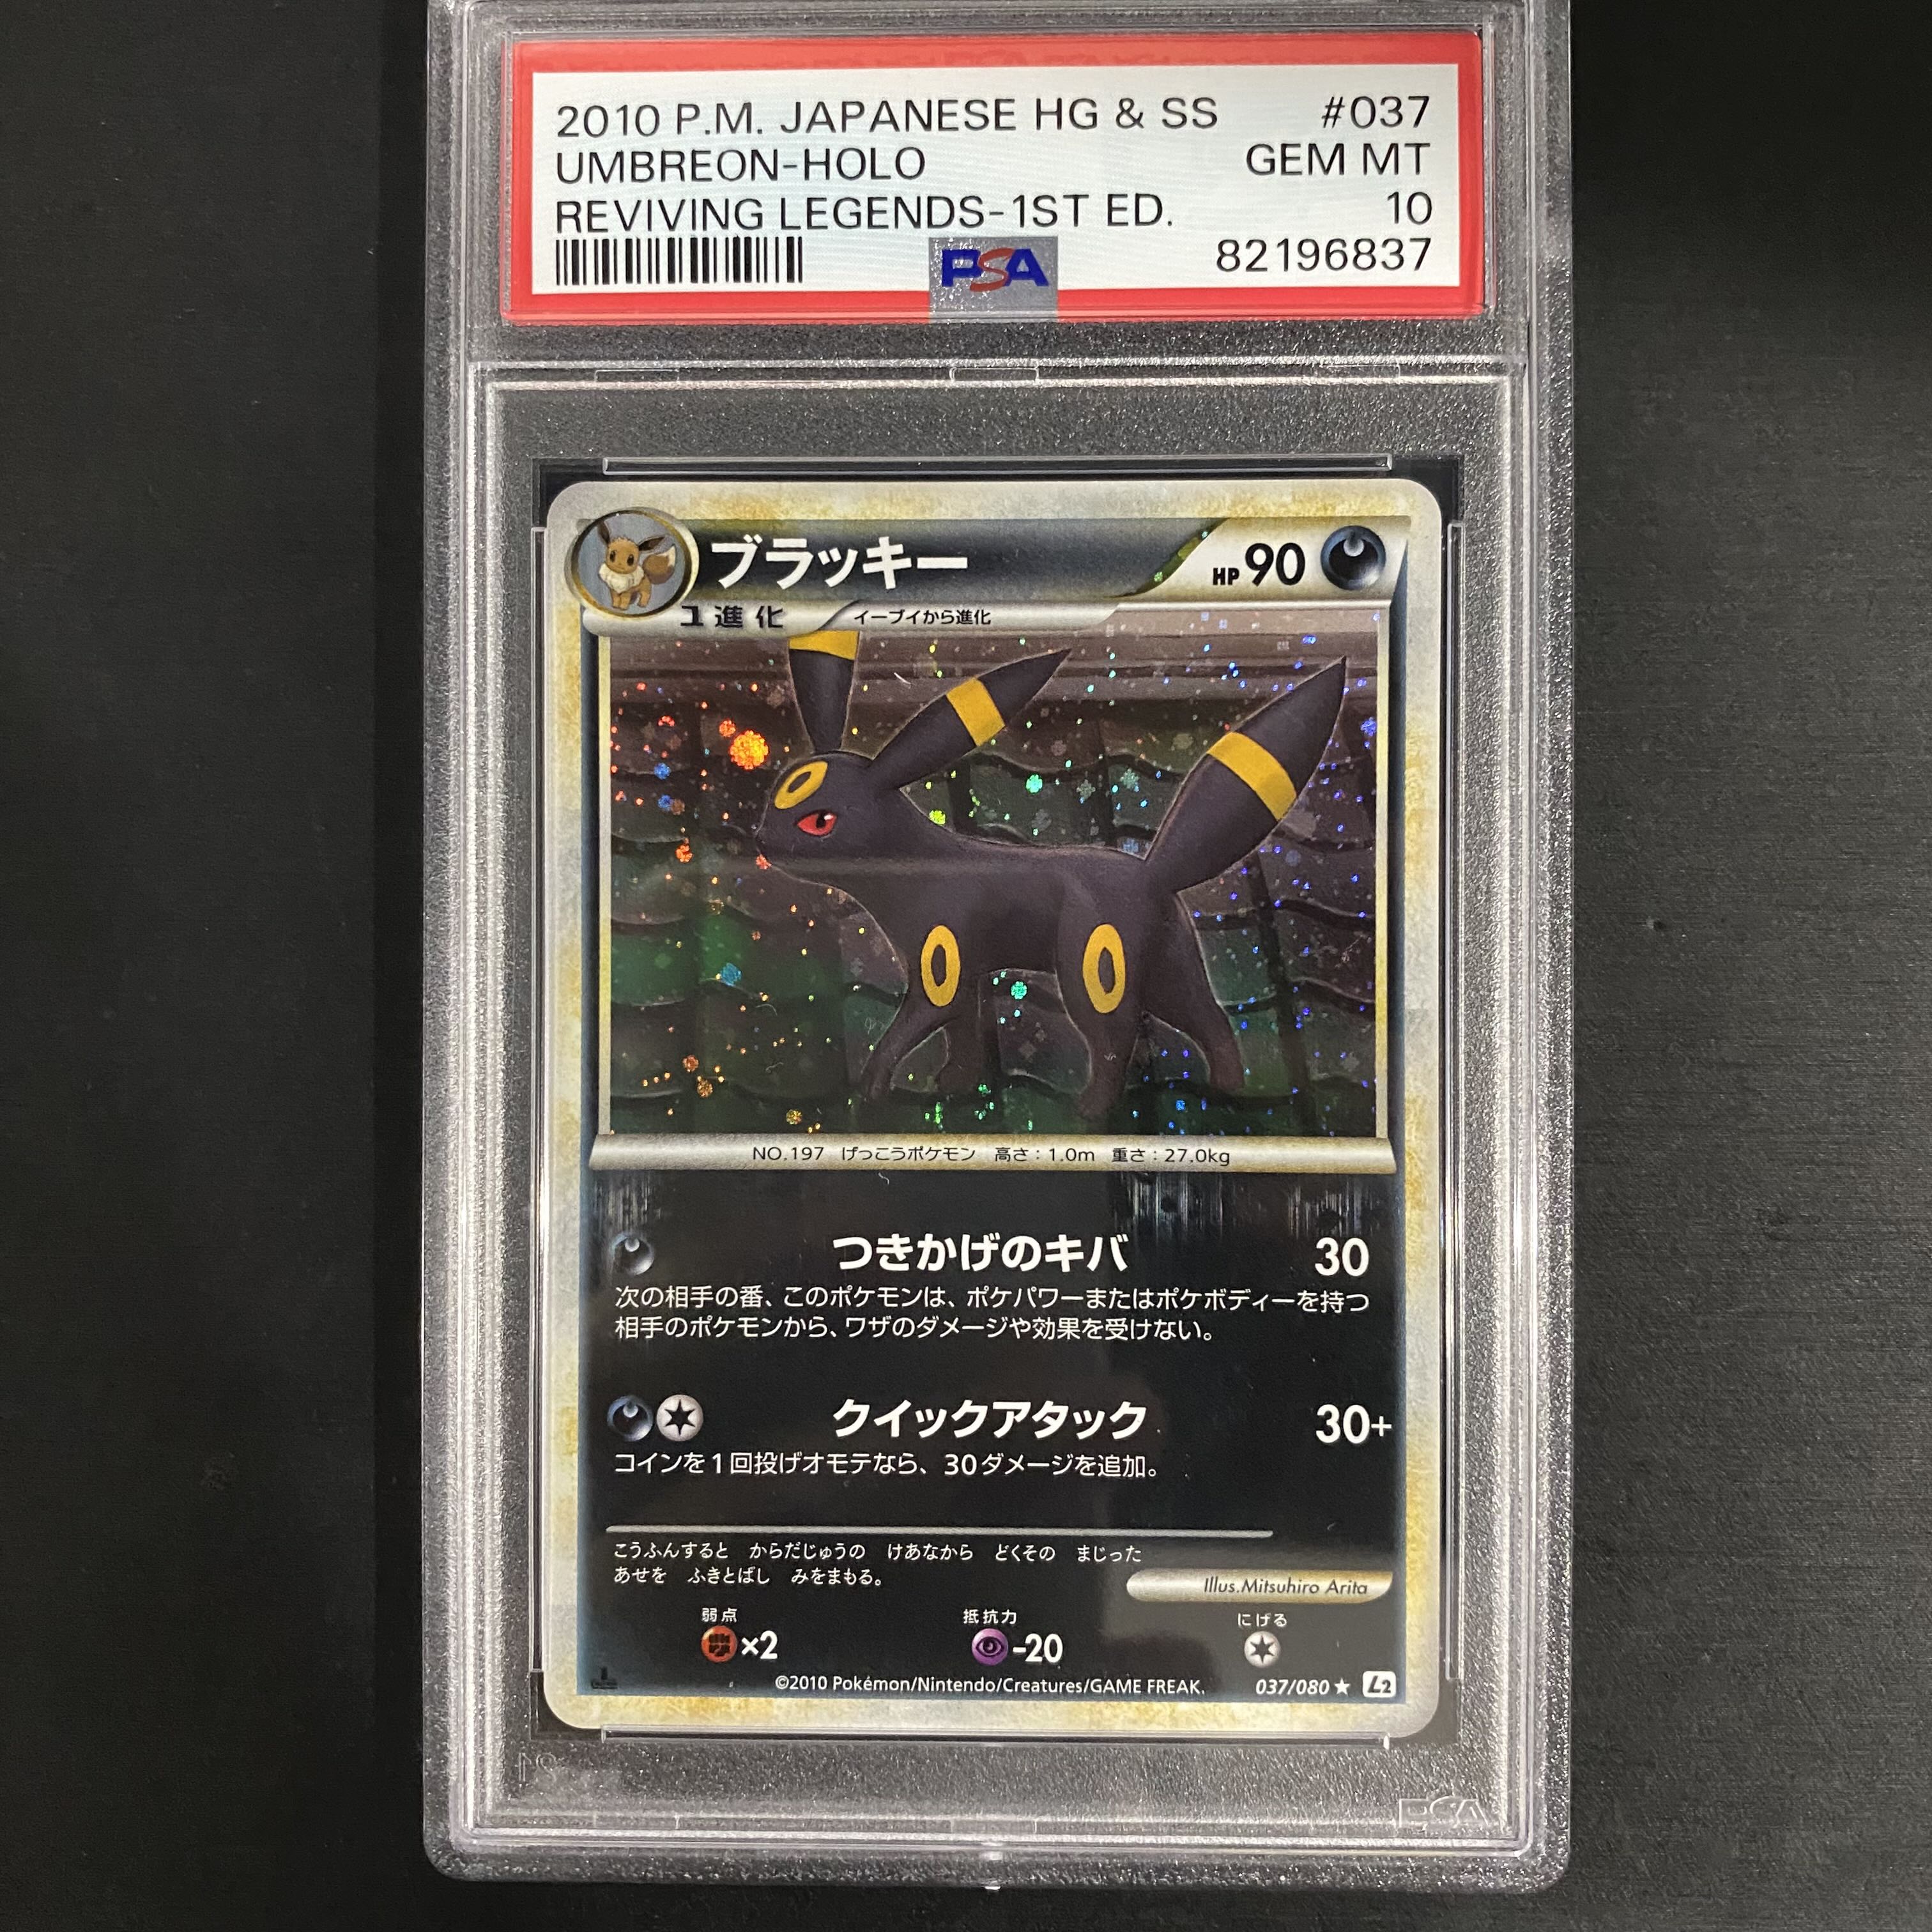 2010 P.M. JAPANESE HG & SS #037
UMBREON-HOLO GEM MT
REVIVING LEGENDS-1ST ED. 10
PSA 82196837
ブラッキー HP 90
1進化 イーブイから進化
NO.197 げっこうポケモン 高さ:1.0m 重さ:27.0kg
つきかげのキバ 30
次の相手の番、このポケモンは、ポケパワーまたはポケボディーを持つ
相手のポケモンから、ワザのダメージや効果を受けない。
クイックアタック 30+
コインを1回投げオモテなら、30ダメージを追加。
こうふんすると からだじゅうの けあなから どくその まじった
あせを ふきとばし みをまもる。
Illus.Mitsuhiro Arita
弱点 抵抗力 にげる
×2 -20
©2010 Pokémon/Nintendo/Creatures/GAME FREAK. 037/080 ★ L2
PSA